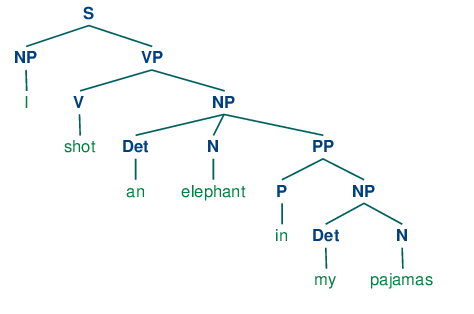 S
NP VP
I V NP
shot Det N PP
an elephant P NP
in Det N
my pajamas